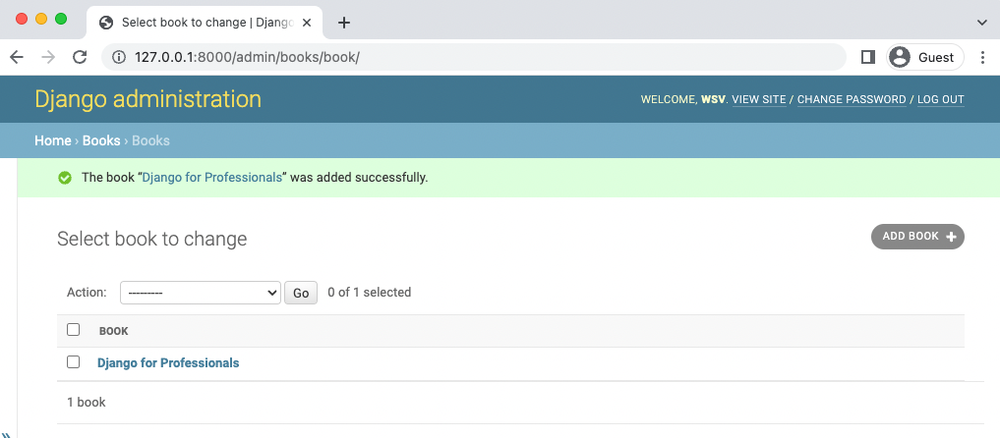 Select book to change | Djang
127.0.0.1:8000/admin/books/book/
Guest
Django administration
WELCOME, WSV. VIEW SITE / CHANGE PASSWORD / LOG OUT
Home › Books › Books
The book “Django for Professionals” was added successfully.
Select book to change
ADD BOOK +
Action: --------- Go 0 of 1 selected
BOOK
Django for Professionals
1 book
»